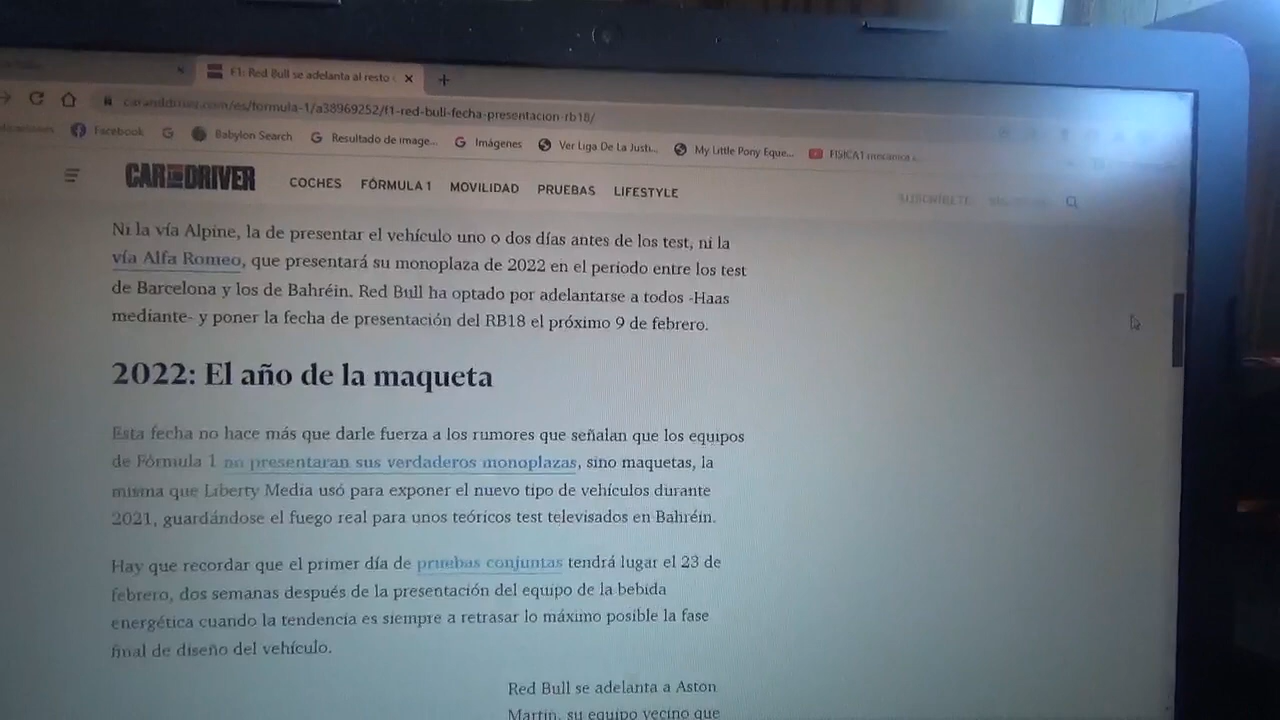 F1: Red Bull se adelanta al resto
caranddriver.com/es/formula-1/a38969252/f1-red-bull-fecha-presentacion-rb18/
Facebook
Babylon Search
Resultado de image...
Imágenes
Ver Liga De La Justi...
My Little Pony Eque...
FISICA1 mecánica
CAR AND DRIVER
COCHES
FÓRMULA 1
MOVILIDAD
PRUEBAS
LIFESTYLE
SUSCRÍBETE
Ni la vía Alpine, la de presentar el vehículo uno o dos días antes de los test, ni la
vía Alfa Romeo, que presentará su monoplaza de 2022 en el periodo entre los test
de Barcelona y los de Bahréin. Red Bull ha optado por adelantarse a todos -Haas
mediante- y poner la fecha de presentación del RB18 el próximo 9 de febrero.
2022: El año de la maqueta
Esta fecha no hace más que darle fuerza a los rumores que señalan que los equipos
de Fórmula 1 no presentaran sus verdaderos monoplazas, sino maquetas, la
misma que Liberty Media usó para exponer el nuevo tipo de vehículos durante
2021, guardándose el fuego real para unos teóricos test televisados en Bahréin.
Hay que recordar que el primer día de pruebas conjuntas tendrá lugar el 23 de
febrero, dos semanas después de la presentación del equipo de la bebida
energética cuando la tendencia es siempre a retrasar lo máximo posible la fase
final de diseño del vehículo.
Red Bull se adelanta a Aston
Martin, su equipo vecino que